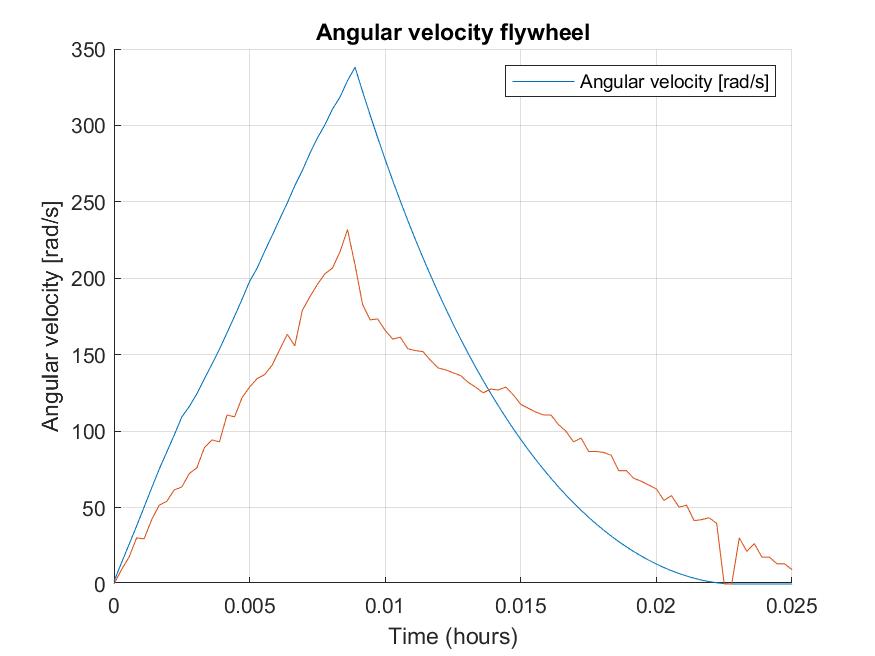 Angular velocity flywheel
Angular velocity [rad/s]
350
300
250
200
150
100
50
0
Angular velocity [rad/s]
0 0.005 0.01 0.015 0.02 0.025
Time (hours)